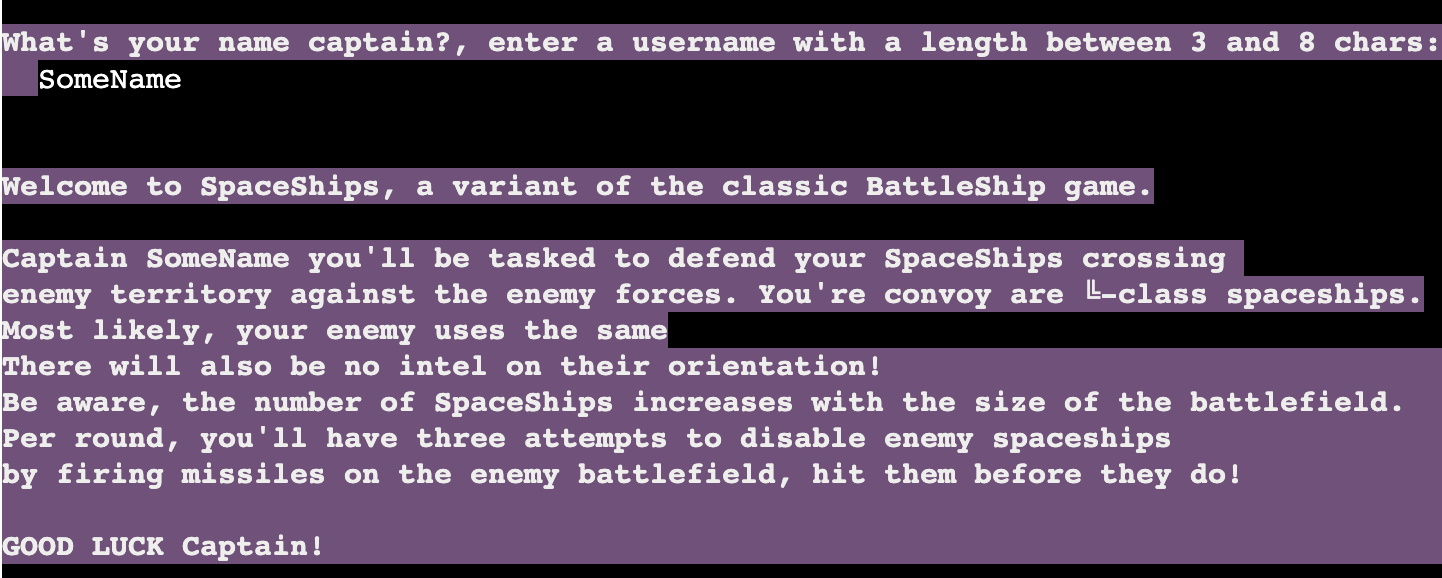 What's your name captain?, enter a username with a length between 3 and 8 chars:
SomeName
Welcome to SpaceShips, a variant of the classic BattleShip game.
Captain SomeName you'll be tasked to defend your SpaceShips crossing
enemy territory against the enemy forces. You're convoy are ╚-class spaceships.
Most likely, your enemy uses the same
There will also be no intel on their orientation!
Be aware, the number of SpaceShips increases with the size of the battlefield.
Per round, you'll have three attempts to disable enemy spaceships
by firing missiles on the enemy battlefield, hit them before they do!
GOOD LUCK Captain!